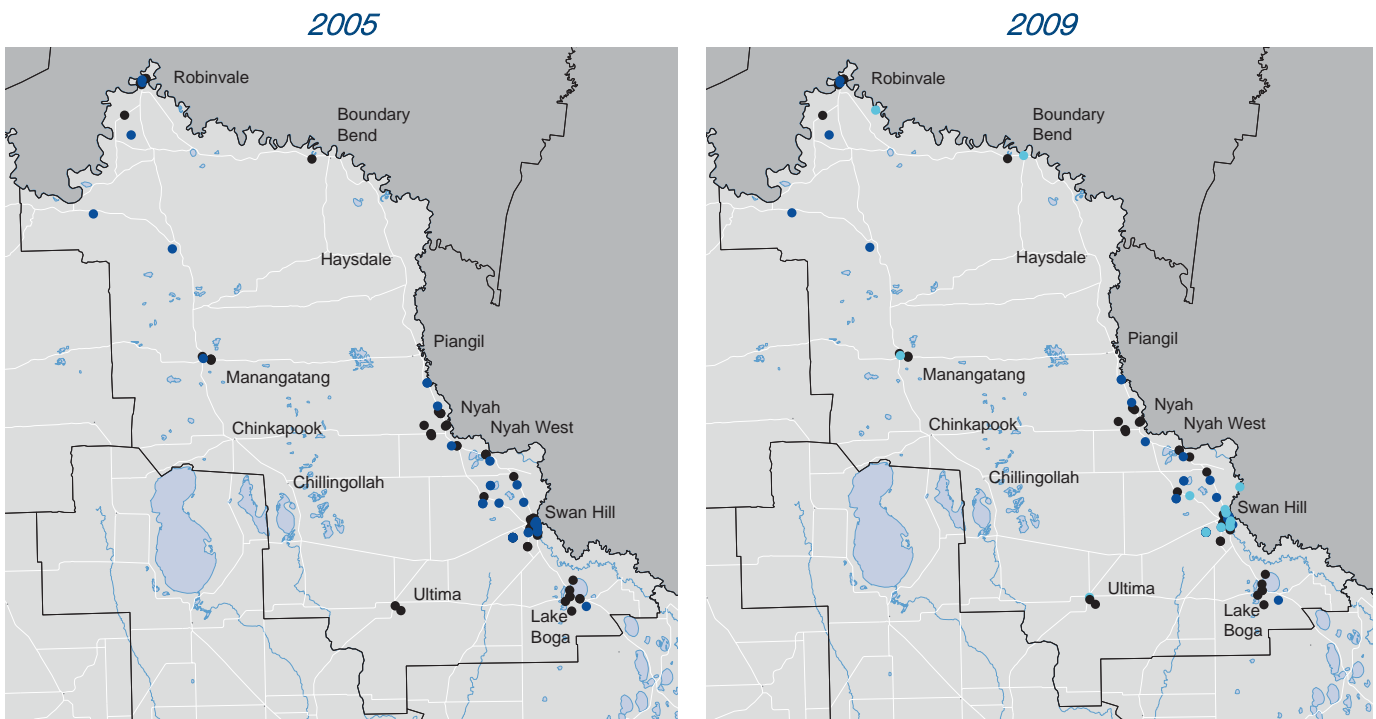 2005
Robinvale
Boundary
Bend
Haysdale
Piangil
Manangatang
Nyah
Chinkapook
Nyah West
Chillingollah
Swan Hill
Ultima
Lake
Boga
2009
Robinvale
Boundary
Bend
Haysdale
Piangil
Manangatang
Nyah
Chinkapook
Nyah West
Chillingollah
Swan Hill
Ultima
Lake
Boga